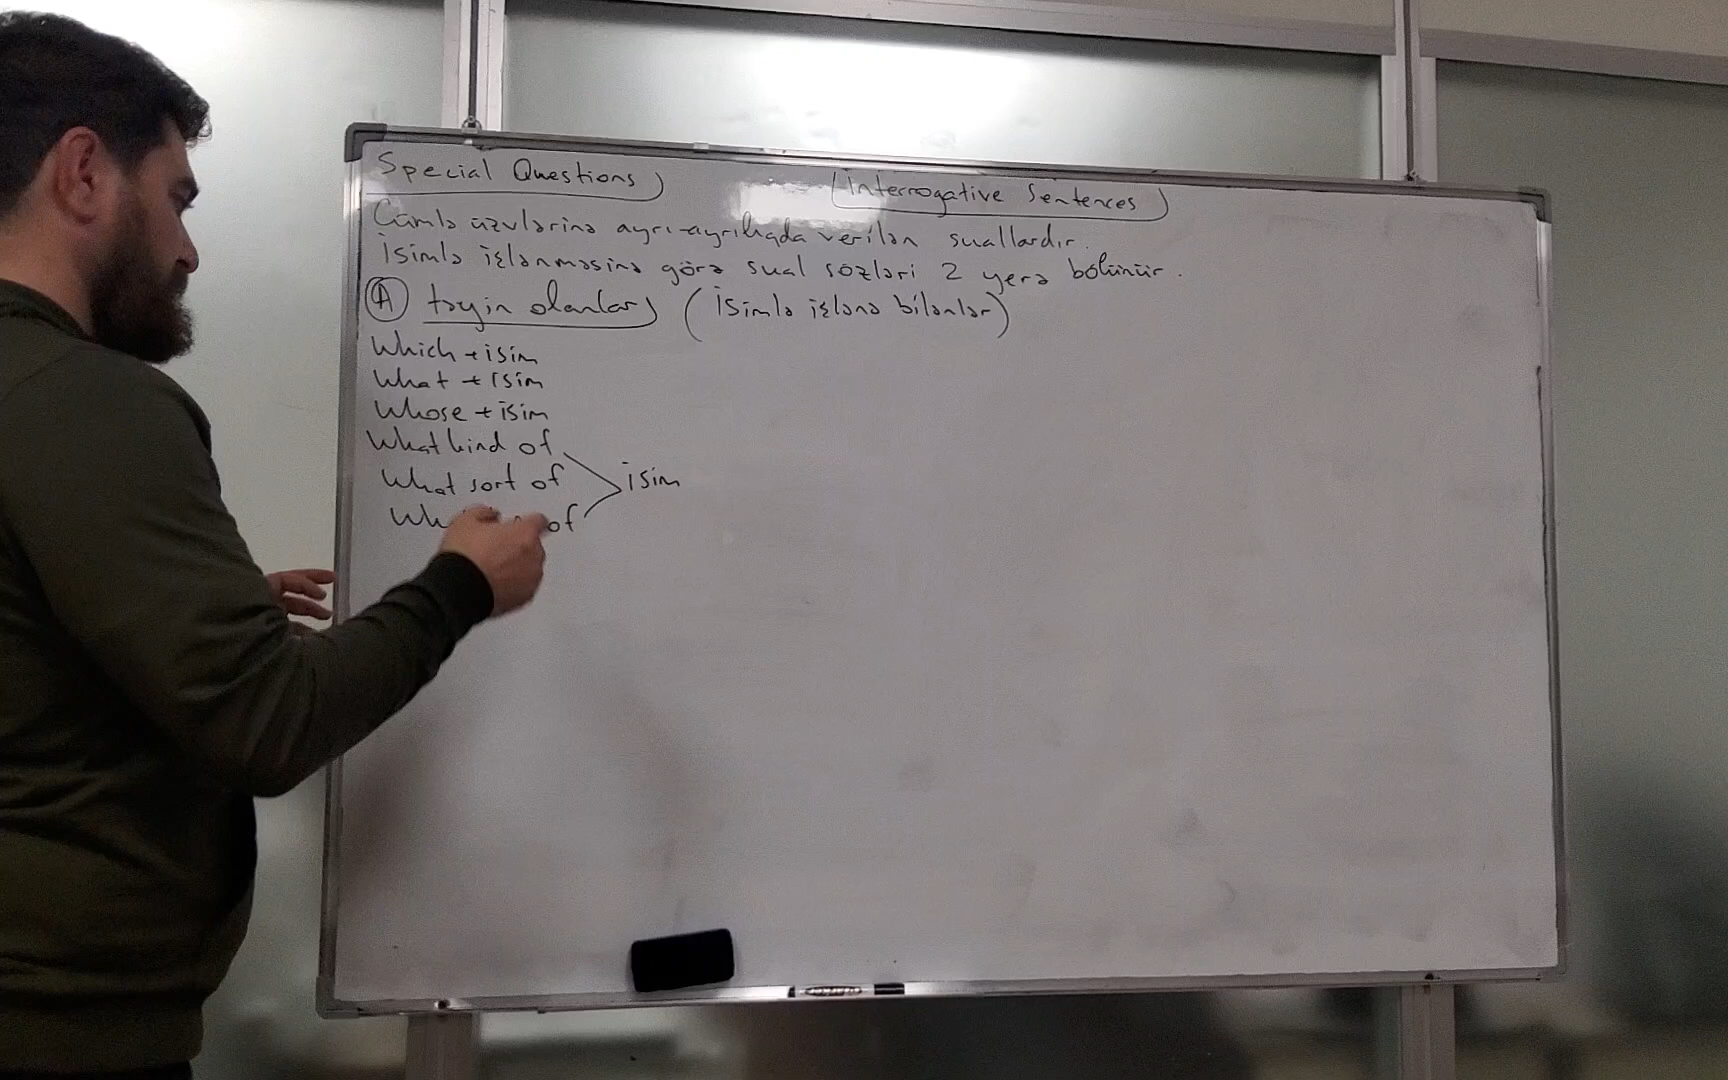 Special Questions
Interrogative Sentences
Cümlə üzvlərinə ayrı-ayrılıqda verilən suallardır.
İsimlə işlənməsinə görə sual sözləri 2 yerə bölünür.
A təyin olanlar (İsimlə işlənə bilənlər)
Which + isim
What + isim
Whose + isim
What kind of
What sort of isim
of